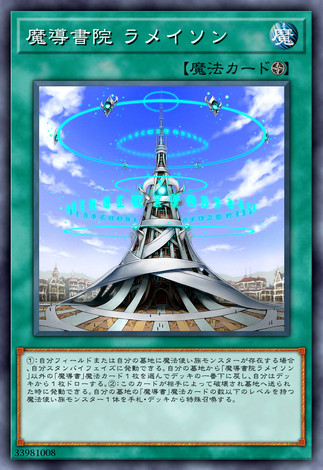 魔導書院 ラメイソン
魔
【魔法カード】
①：自分フィールドまたは自分の墓地に魔法使い族モンスターが存在する場合、
自分スタンバイフェイズに発動できる。自分の墓地から「魔導書院ラメイソン」
以外の「魔導書」魔法カード１枚を選んでデッキの一番下に戻し、自分はデッ
キから１枚ドローする。②：このカードが相手によって破壊され墓地へ送られ
た時に発動できる。自分の墓地の「魔導書」魔法カードの数以下のレベルを持つ
魔法使い族モンスター１体を手札・デッキから特殊召喚する。
33981008